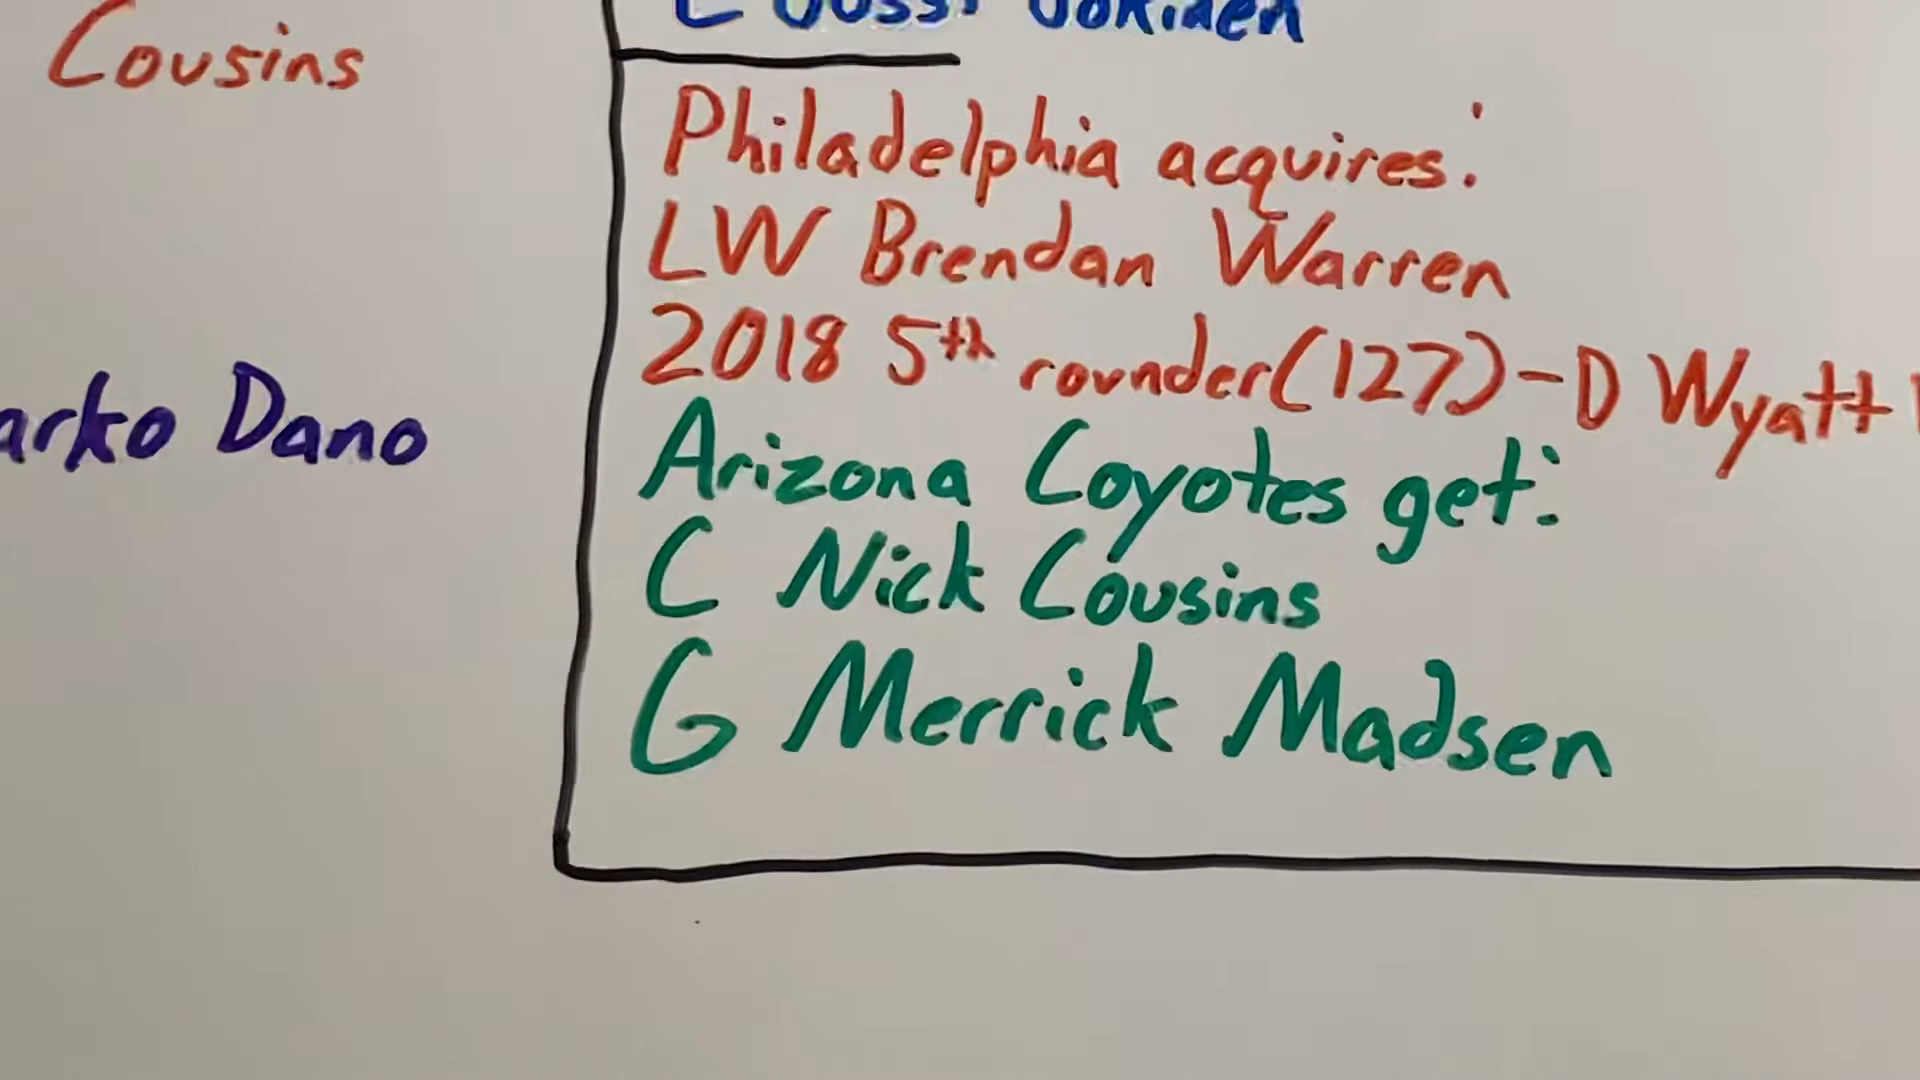 Cousins
Dano
Philadelphia acquires:
LW Brendan Warren
2018 5th rounder(127)-D Wyatt
Arizona Coyotes get:
C Nick Cousins
G Merrick Madsen